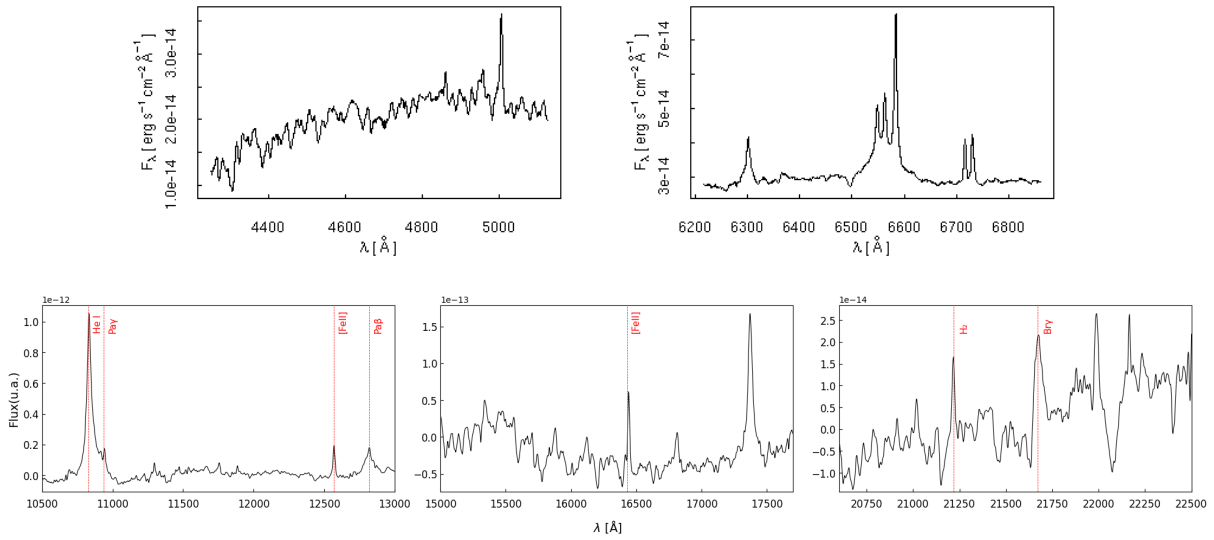 F_λ [ erg s⁻¹ cm⁻² Å⁻¹ ]
1.0e-14 2.0e-14 3.0e-14
4400 4600 4800 5000
λ [ Å ]
F_λ [ erg s⁻¹ cm⁻² Å⁻¹ ]
3e-14 5e-14 7e-14
6200 6300 6400 6500 6600 6700 6800
λ [ Å ]
1e-12
Flux(u.a.)
1.0
0.8
0.6
0.4
0.2
0.0
He I
Paγ
[FeII]
Paβ
10500 11000 11500 12000 12500 13000
1e-13
1.5
1.0
0.5
0.0
−0.5
[FeII]
15000 15500 16000 16500 17000 17500
1e-14
2.5
2.0
1.5
1.0
0.5
0.0
−0.5
−1.0
H₂
Brγ
20750 21000 21250 21500 21750 22000 22250 22500
λ [Å]